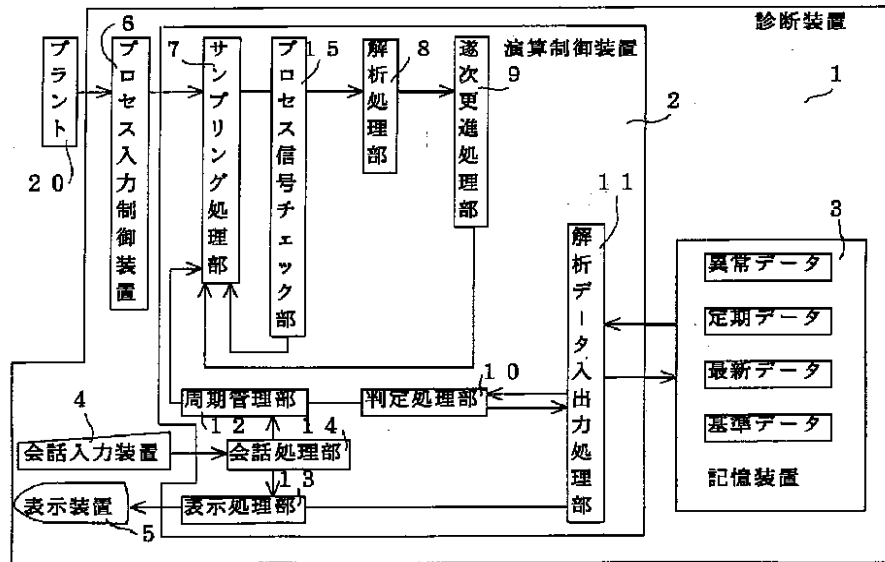 診断装置
1
演算制御装置
2
プラント
20
6
プロセス入力制御装置
7
サンプリング処理部
15
プロセス信号チェック部
8
解析処理部
9
逐次更進処理部
11
解析データ入出力処理部
3
異常データ
定期データ
最新データ
基準データ
記憶装置
周期管理部
12
判定処理部
10
4
会話入力装置
会話処理部
14
表示装置
5
表示処理部
13